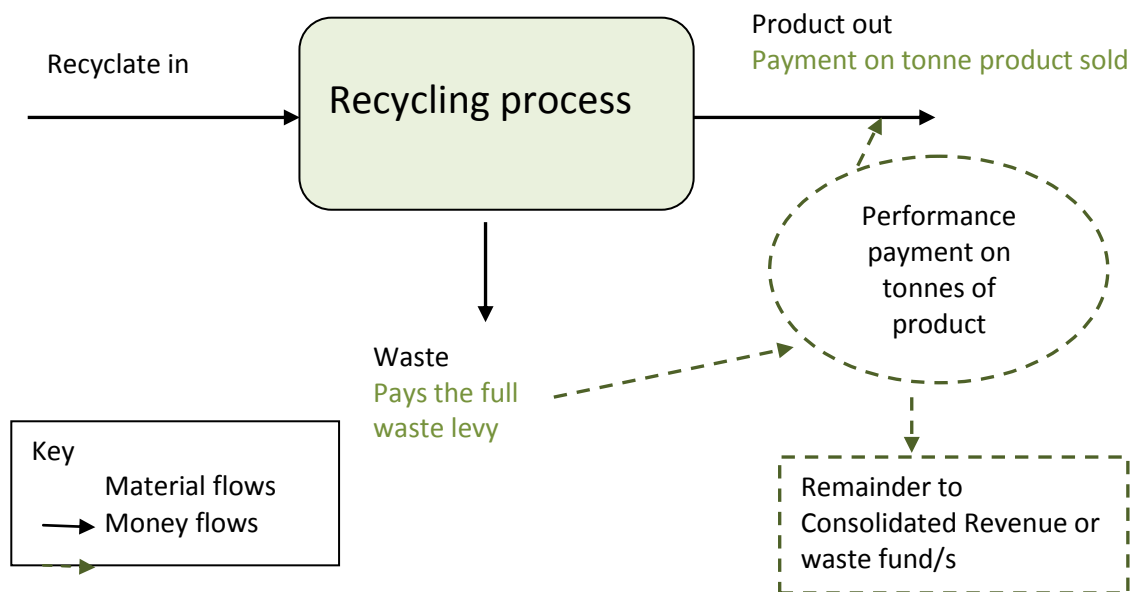 Recyclate in
Recycling process
Product out
Payment on tonne product sold
Performance
payment on
tonnes of
product
Waste
Pays the full
waste levy
Key
Material flows
Money flows
Remainder to
Consolidated Revenue or
waste fund/s